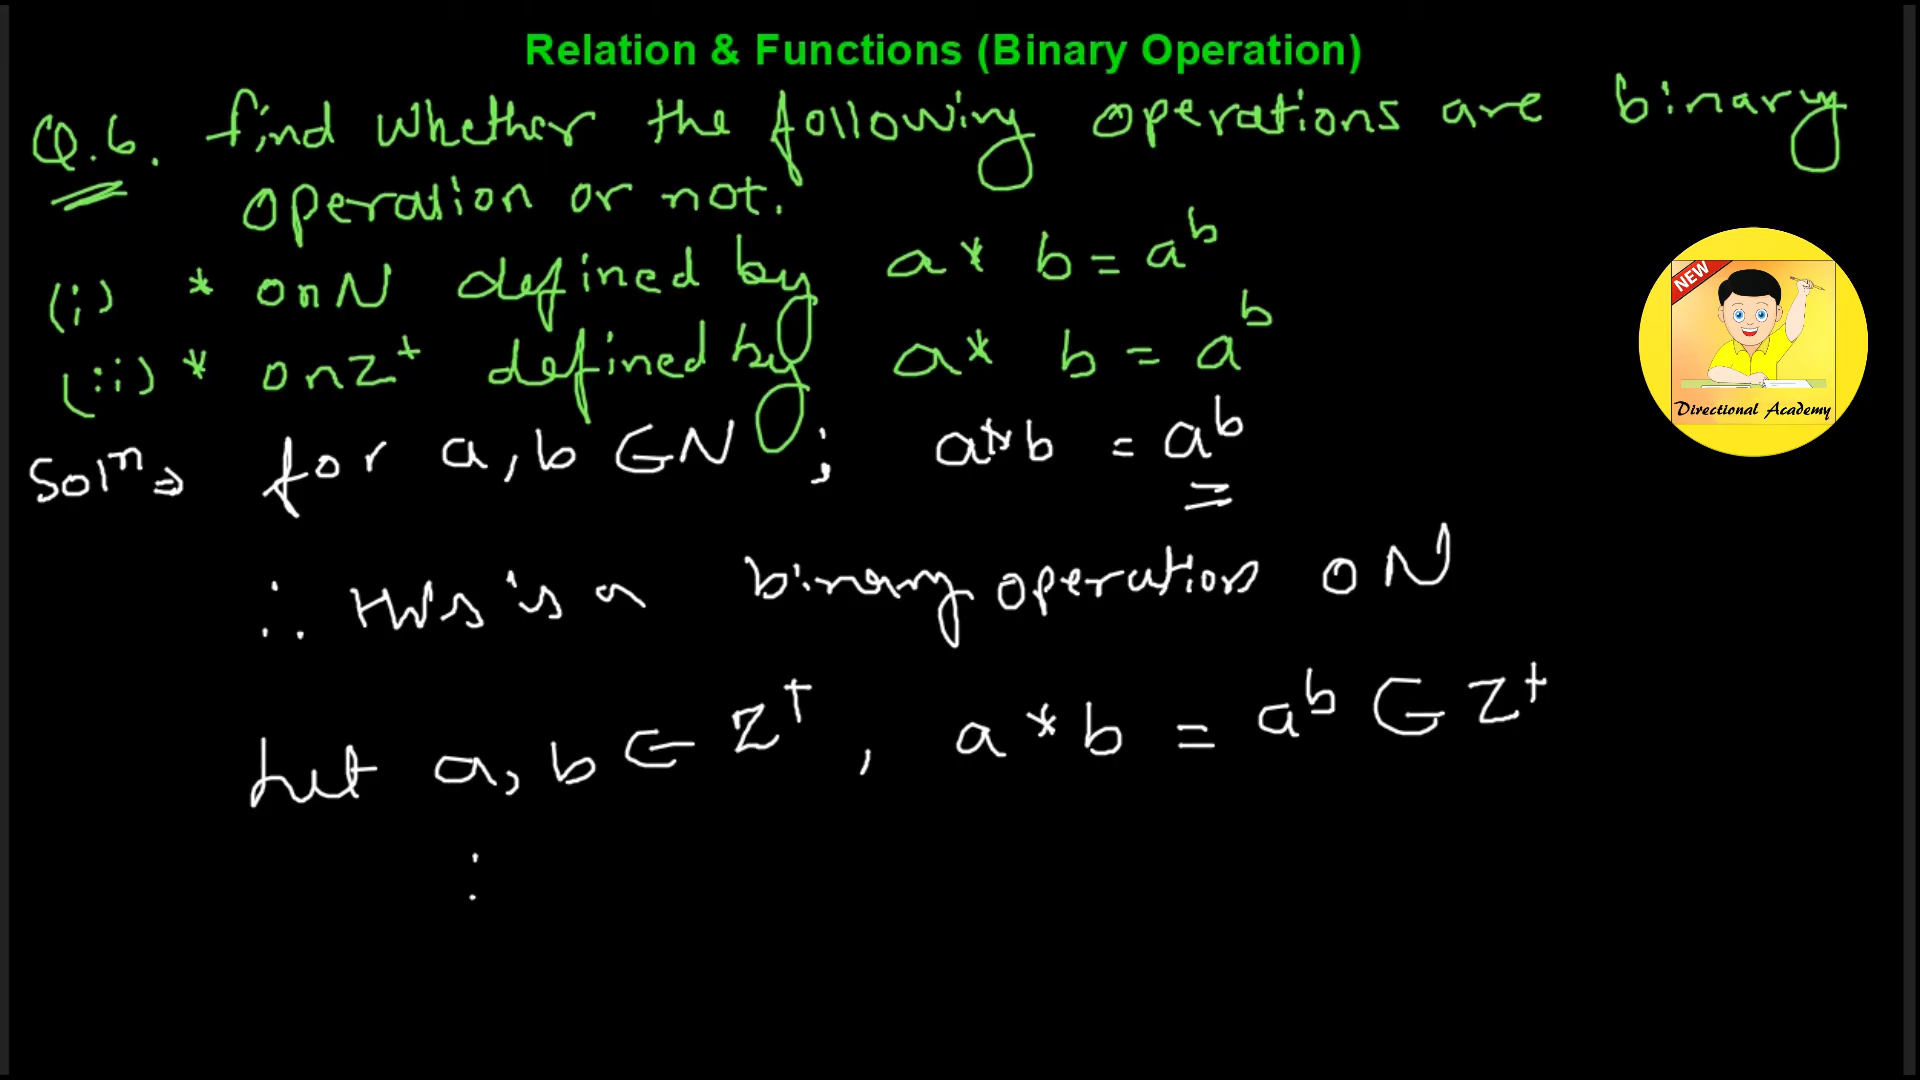 Relation & Functions (Binary Operation)
Q.6. find whether the following operations are binary
operation or not.
(i) * on N defined by a * b = a^b
(ii) * on Z^+ defined by a * b = a^b
Sol^n ⇒ for a, b ∈ N ; a * b = a^b
∴ this is a binary operation o N
Let a, b ∈ Z^+ , a * b = a^b ∈ Z^+
:
NEW
Directional Academy